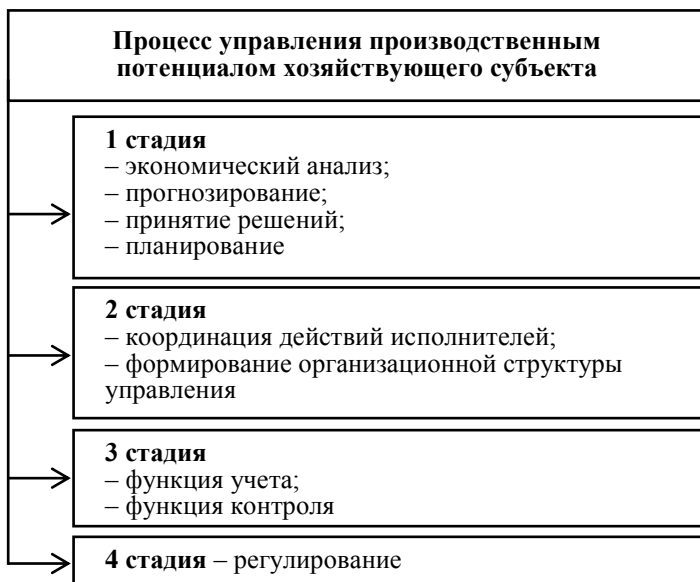 Процесс управления производственным
потенциалом хозяйствующего субъекта
1 стадия
– экономический анализ;
– прогнозирование;
– принятие решений;
– планирование
2 стадия
– координация действий исполнителей;
– формирование организационной структуры
управления
3 стадия
– функция учета;
– функция контроля
4 стадия – регулирование